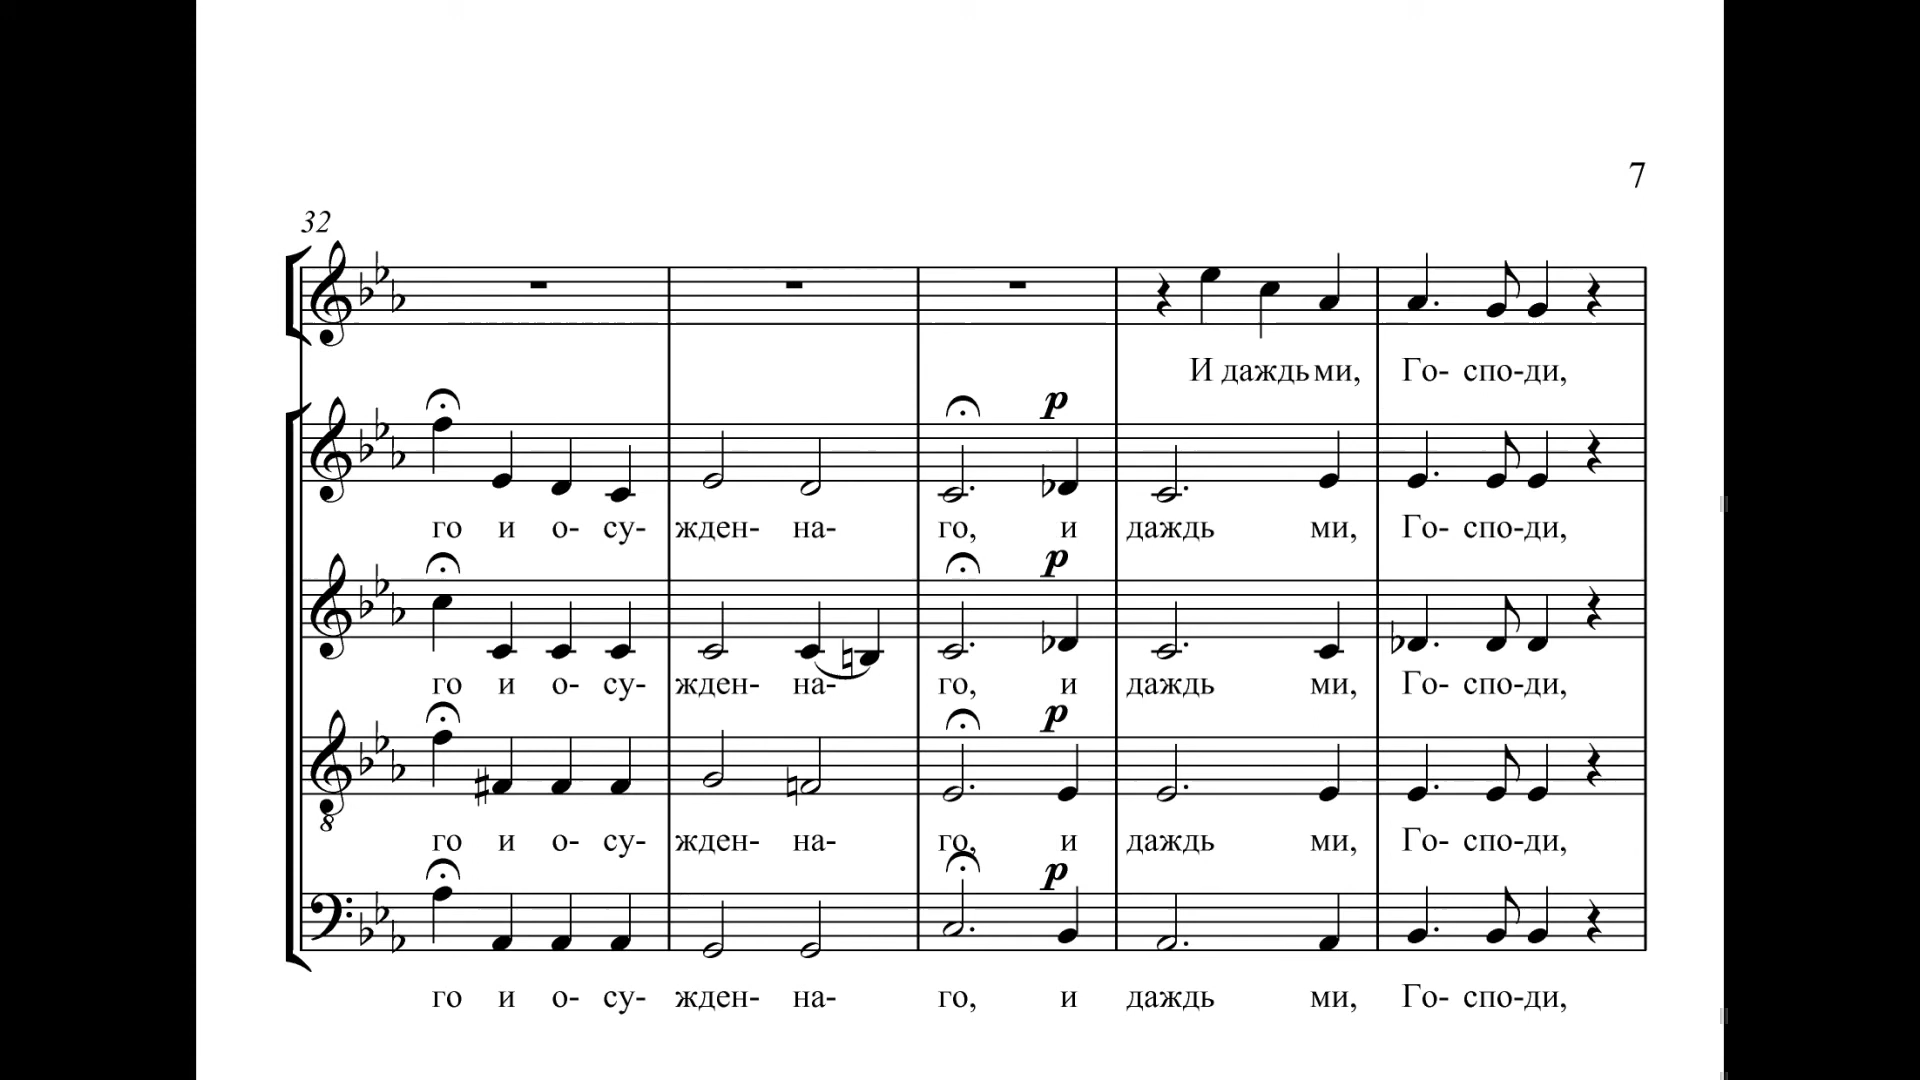 7
32
И даждь ми, Го- спо-ди,
p
го и о- су- жден- на- го, и даждь ми, Го- спо-ди,
p
го и о- су- жден- на- го, и даждь ми, Го- спо-ди,
p
8
го и о- су- жден- на- го, и даждь ми, Го- спо-ди,
p
го и о- су- жден- на- го, и даждь ми, Го- спо-ди,